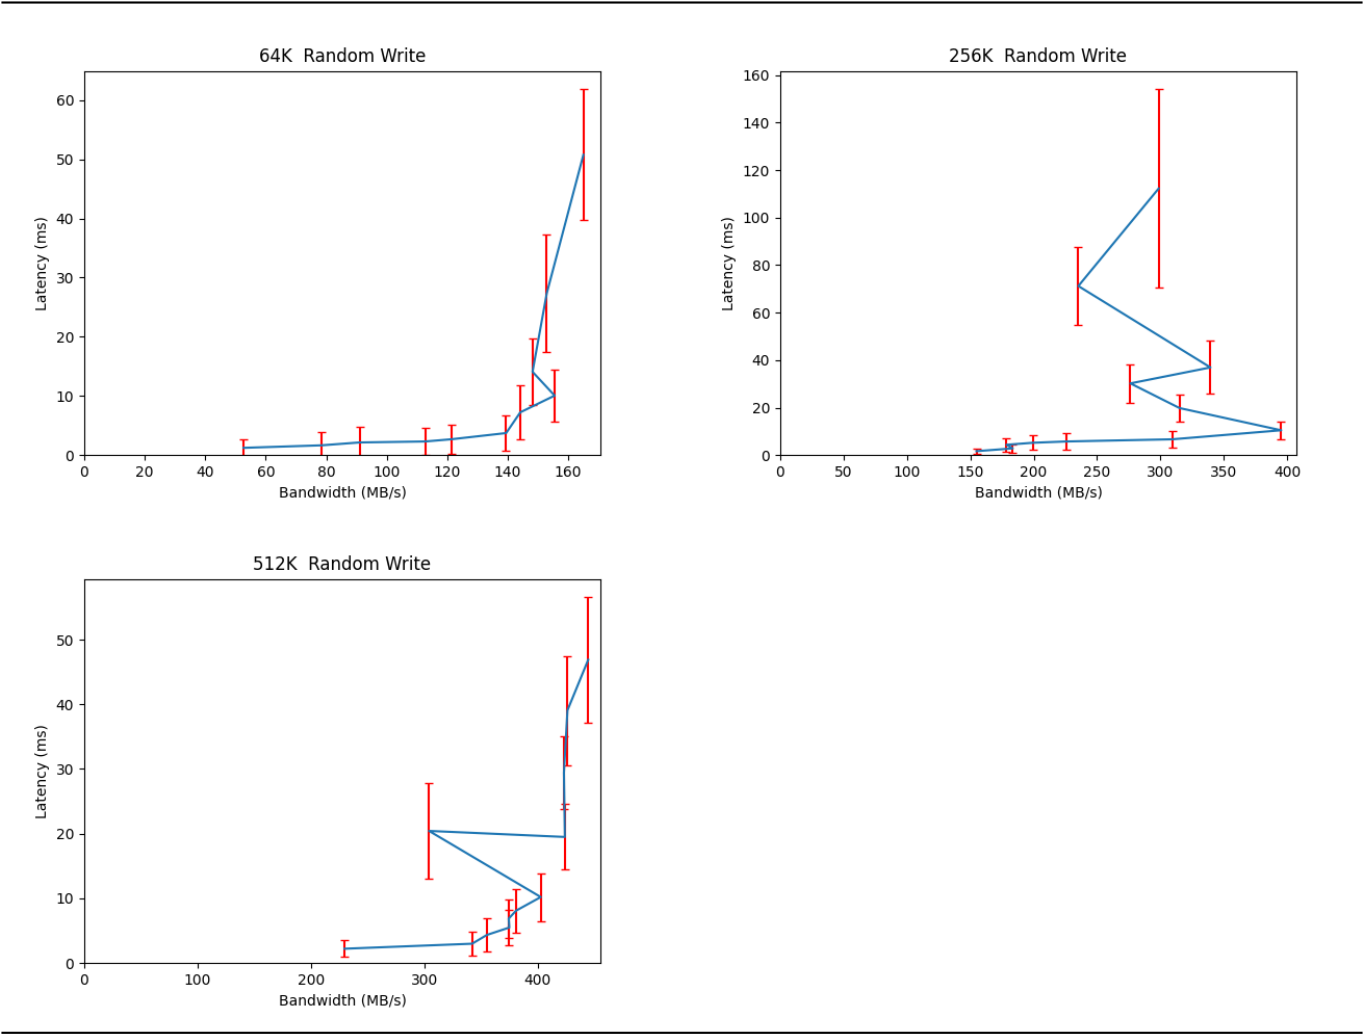 64K  Random Write
60
50
40
30
20
10
0
Latency (ms)
0 20 40 60 80 100 120 140 160
Bandwidth (MB/s)
256K  Random Write
160
140
120
100
80
60
40
20
0
Latency (ms)
0 50 100 150 200 250 300 350 400
Bandwidth (MB/s)
512K  Random Write
50
40
30
20
10
0
Latency (ms)
0 100 200 300 400
Bandwidth (MB/s)